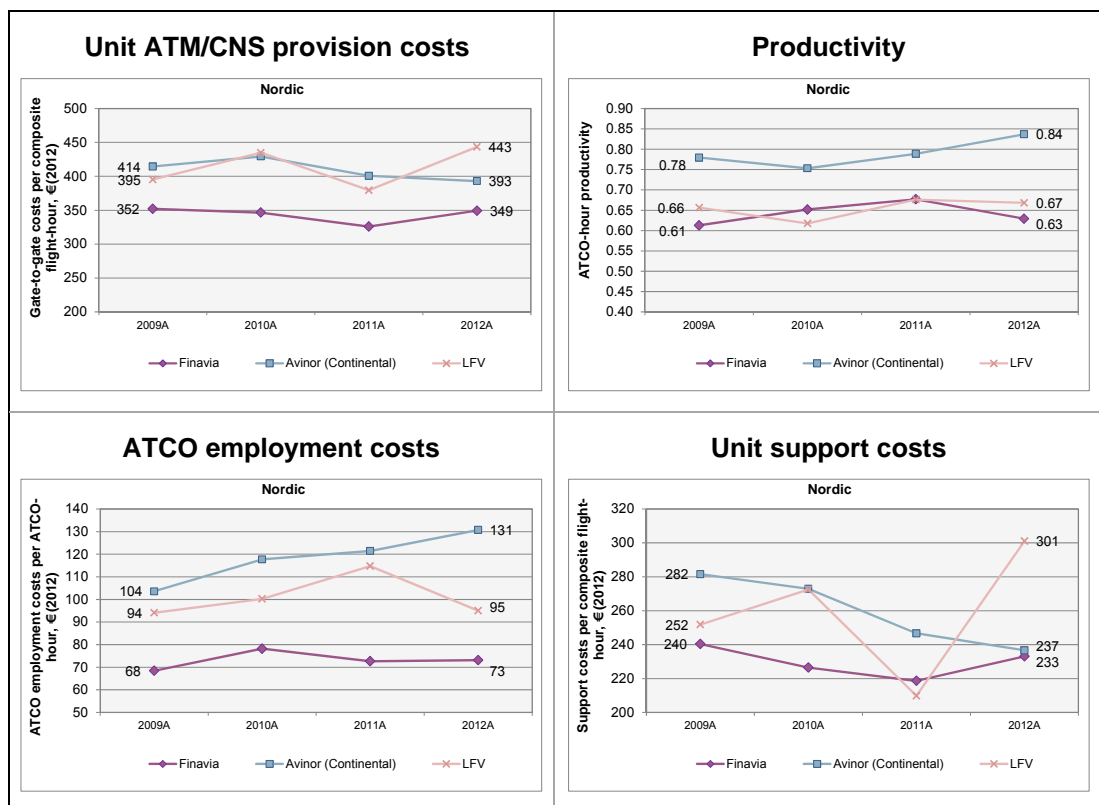 Unit ATM/CNS provision costs
Nordic
Gate-to-gate costs per composite
flight-hour, €(2012)
500
450
400
350
300
250
200
414
395
352
443
393
349
2009A 2010A 2011A 2012A
Finavia Avinor (Continental) LFV
Productivity
Nordic
ATCO-hour productivity
0.90
0.85
0.80
0.75
0.70
0.65
0.60
0.55
0.50
0.45
0.40
0.78
0.66
0.61
0.84
0.67
0.63
2009A 2010A 2011A 2012A
Finavia Avinor (Continental) LFV
ATCO employment costs
Nordic
ATCO employment costs per ATCO-
hour, €(2012)
140
130
120
110
100
90
80
70
60
50
104
94
68
131
95
73
2009A 2010A 2011A 2012A
Finavia Avinor (Continental) LFV
Unit support costs
Nordic
Support costs per composite flight-
hour, €(2012)
320
300
280
260
240
220
200
282
252
240
301
237
233
2009A 2010A 2011A 2012A
Finavia Avinor (Continental) LFV